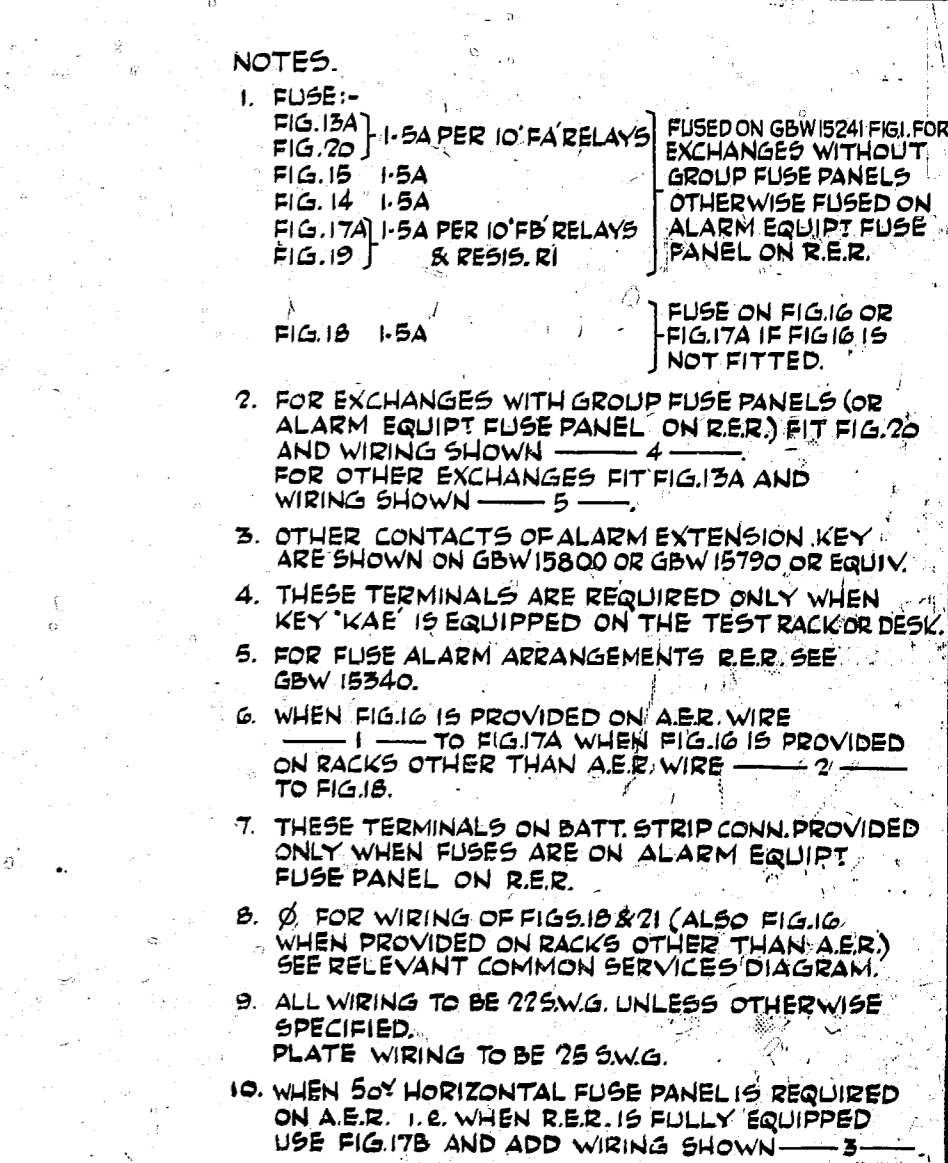 NOTES.
1. FUSE:-
FIG.13A
FIG.20
1·5A PER 10 'FA' RELAYS
FIG.15 1·5A
FIG.14 1·5A
FIG.17A
FIG.19
1·5A PER 10 'FB' RELAYS
& RESIS. R1
FUSED ON GBW 15241 FIG.1. FOR
EXCHANGES WITHOUT
GROUP FUSE PANELS
OTHERWISE FUSED ON
ALARM EQUIPT FUSE
PANEL ON R.E.R.
FIG.18 1·5A
FUSE ON FIG.16 OR
FIG.17A IF FIG 16 IS
NOT FITTED.
2. FOR EXCHANGES WITH GROUP FUSE PANELS (OR
ALARM EQUIPT FUSE PANEL ON R.E.R.) FIT FIG.20
AND WIRING SHOWN —— 4 ——.
FOR OTHER EXCHANGES FIT FIG.13A AND
WIRING SHOWN —— 5 ——.
3. OTHER CONTACTS OF ALARM EXTENSION KEY
ARE SHOWN ON GBW 15800 OR GBW 15790 OR EQUIV.
4. THESE TERMINALS ARE REQUIRED ONLY WHEN
KEY 'KAE' IS EQUIPPED ON THE TEST RACK OR DESK.
5. FOR FUSE ALARM ARRANGEMENTS R.E.R. SEE
GBW 15340.
6. WHEN FIG.16 IS PROVIDED ON A.E.R. WIRE
—— 1 —— TO FIG.17A WHEN FIG.16 IS PROVIDED
ON RACKS OTHER THAN A.E.R. WIRE —— 2 ——
TO FIG.18.
7. THESE TERMINALS ON BATT. STRIP CONN. PROVIDED
ONLY WHEN FUSES ARE ON ALARM EQUIPT
FUSE PANEL ON R.E.R.
8. Ø. FOR WIRING OF FIGS.18 & 21 (ALSO FIG.16
WHEN PROVIDED ON RACKS OTHER THAN A.E.R.)
SEE RELEVANT COMMON SERVICES DIAGRAM.
9. ALL WIRING TO BE 22 S.W.G. UNLESS OTHERWISE
SPECIFIED.
PLATE WIRING TO BE 25 S.W.G.
10. WHEN 50Y HORIZONTAL FUSE PANEL IS REQUIRED
ON A.E.R. I.e. WHEN R.E.R. IS FULLY EQUIPPED
USE FIG.17B AND ADD WIRING SHOWN —— 3 ——.